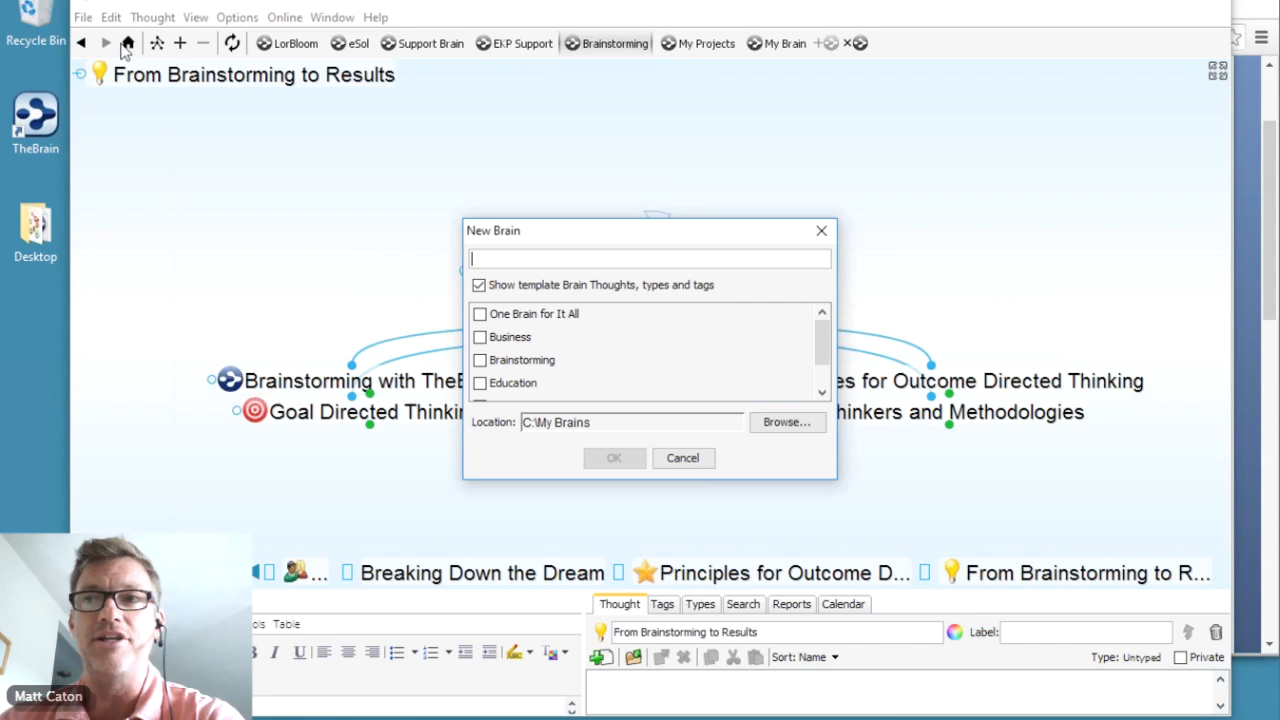 File Edit Thought View Options Online Window Help
Recycle Bin
LorBloom eSol Support Brain EKP Support Brainstorming My Projects My Brain
From Brainstorming to Results
TheBrain
Desktop
New Brain
Show template Brain Thoughts, types and tags
One Brain for It All
Business
Brainstorming
Education
Location: C:\My Brains Browse...
OK Cancel
Brainstorming with TheB
es for Outcome Directed Thinking
Goal Directed Thinkin
hinkers and Methodologies
... Breaking Down the Dream Principles for Outcome D... From Brainstorming to R...
Thought Tags Types Search Reports Calendar
ols Table
From Brainstorming to Results Label:
B I U
Sort: Name Type: Untyped Private
Matt Caton